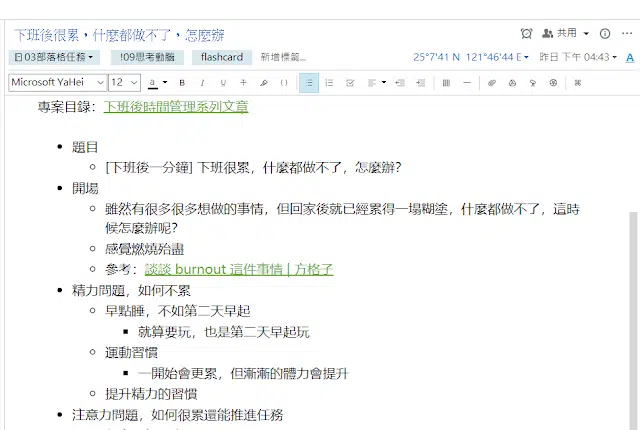 下班後很累，什麼都做不了，怎麼辦
共用
日03部落格任務
!09思考動腦
flashcard
新增標籤...
25°7'41 N 121°46'44 E
昨日 下午 04:43
A
Microsoft YaHei
12
a
B
I
U
T
專案目錄：下班後時間管理系列文章
• 題目
○ [下班後一分鐘] 下班很累，什麼都做不了，怎麼辦？
• 開場
○ 雖然有很多很多想做的事情，但回家後就已經累得一塌糊塗，什麼都做不了，這時
候怎麼辦呢？
○ 感覺燃燒殆盡
○ 參考：談談 burnout 這件事情 | 方格子
• 精力問題，如何不累
○ 早點睡，不如第二天早起
▪ 就算要玩，也是第二天早起玩
○ 運動習慣
▪ 一開始會更累，但漸漸的體力會提升
○ 提升精力的習慣
• 注意力問題，如何很累還能推進任務